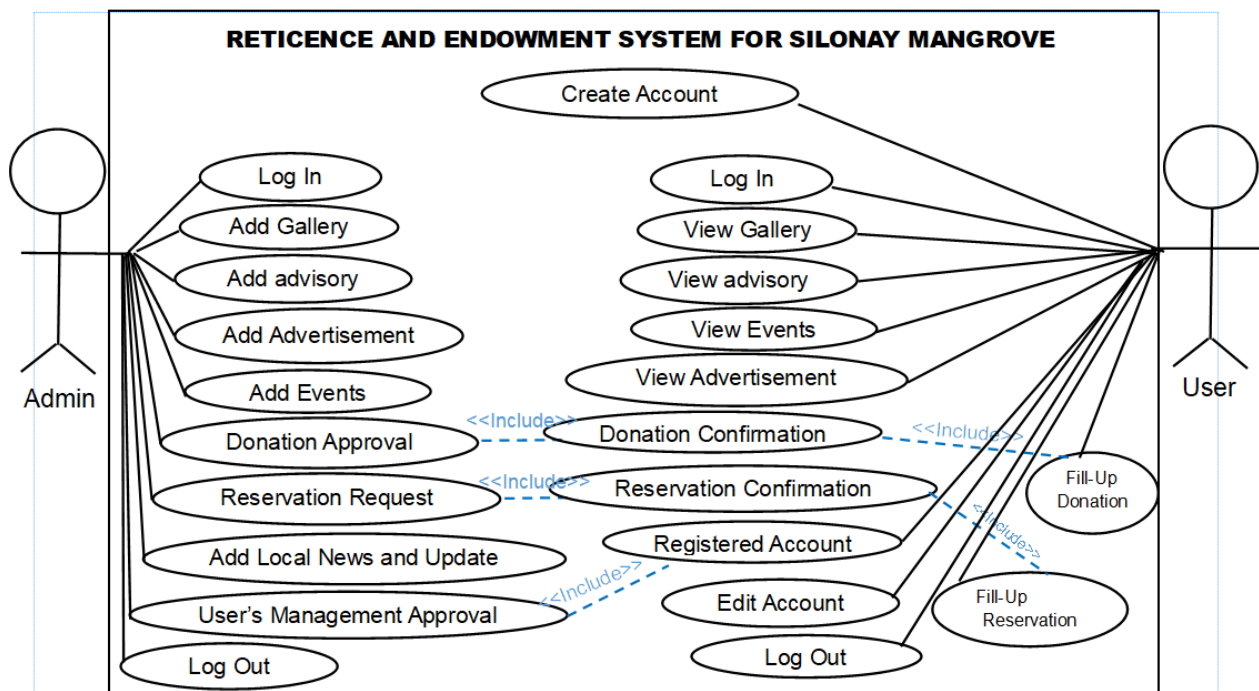 RETICENCE AND ENDOWMENT SYSTEM FOR SILONAY MANGROVE
Create Account
Log In
Log In
Add Gallery
View Gallery
Add advisory
View advisory
Add Advertisement
View Events
Add Events
View Advertisement
Admin
User
<<Include>>
<<Include>>
Donation Approval
Donation Confirmation
Fill-Up
Donation
<<Include>>
Reservation Request
Reservation Confirmation
<<Include>>
Add Local News and Update
Registered Account
<<Include>>
User's Management Approval
Edit Account
Fill-Up
Reservation
Log Out
Log Out